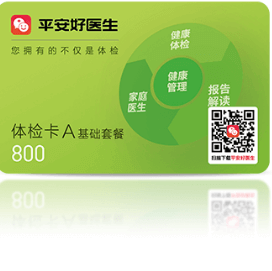 平安好医生
您拥有的不仅是体检
健康
体检
健康
管理
家庭
医生
报告
解读
体检卡A基础套餐
800
扫描下载平安好医生